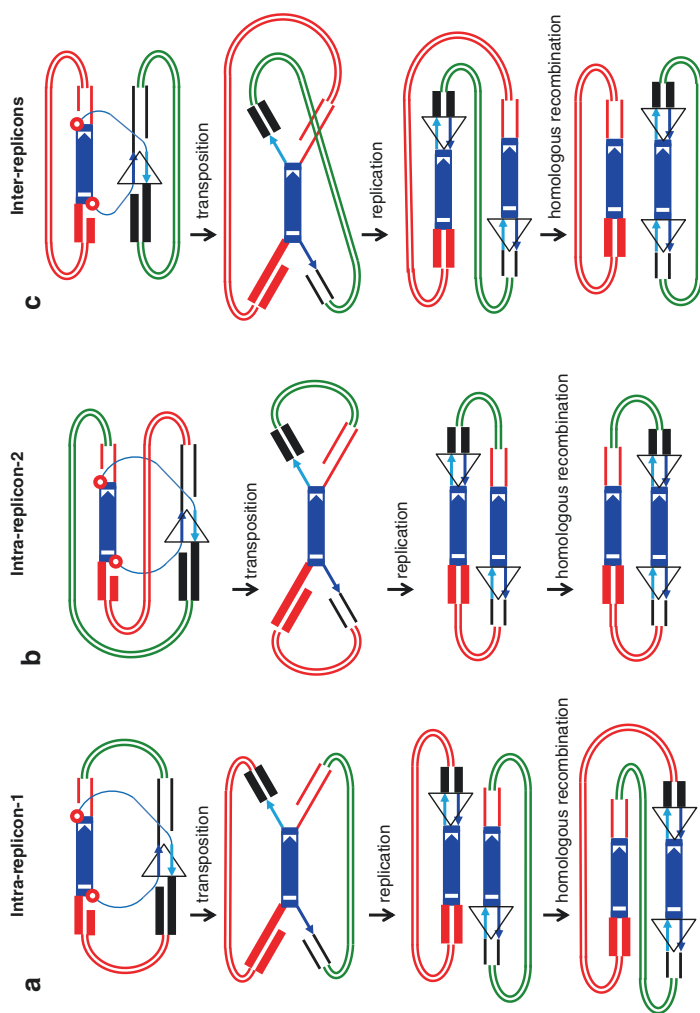 a
Intra-replicon-1
transposition
replication
homologous recombination
b
Intra-replicon-2
transposition
replication
homologous recombination
c
Inter-replicons
transposition
replication
homologous recombination